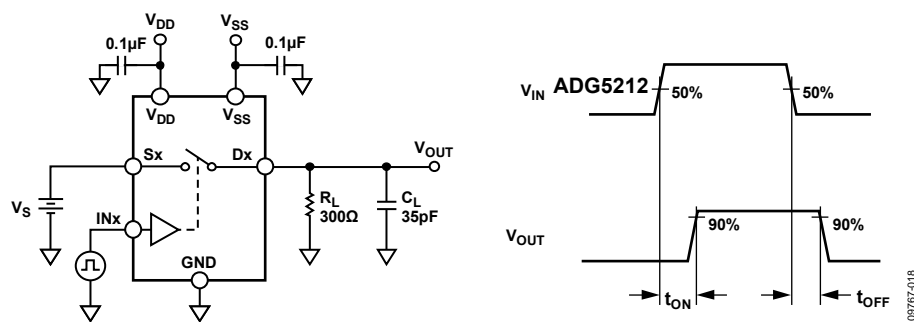 V_DD
V_SS
0.1µF
0.1µF
V_DD
V_SS
Sx
Dx
V_OUT
V_S
INx
R_L
300Ω
C_L
35pF
GND
V_IN ADG5212
50%
50%
V_OUT
90%
90%
t_ON
t_OFF
09767-018